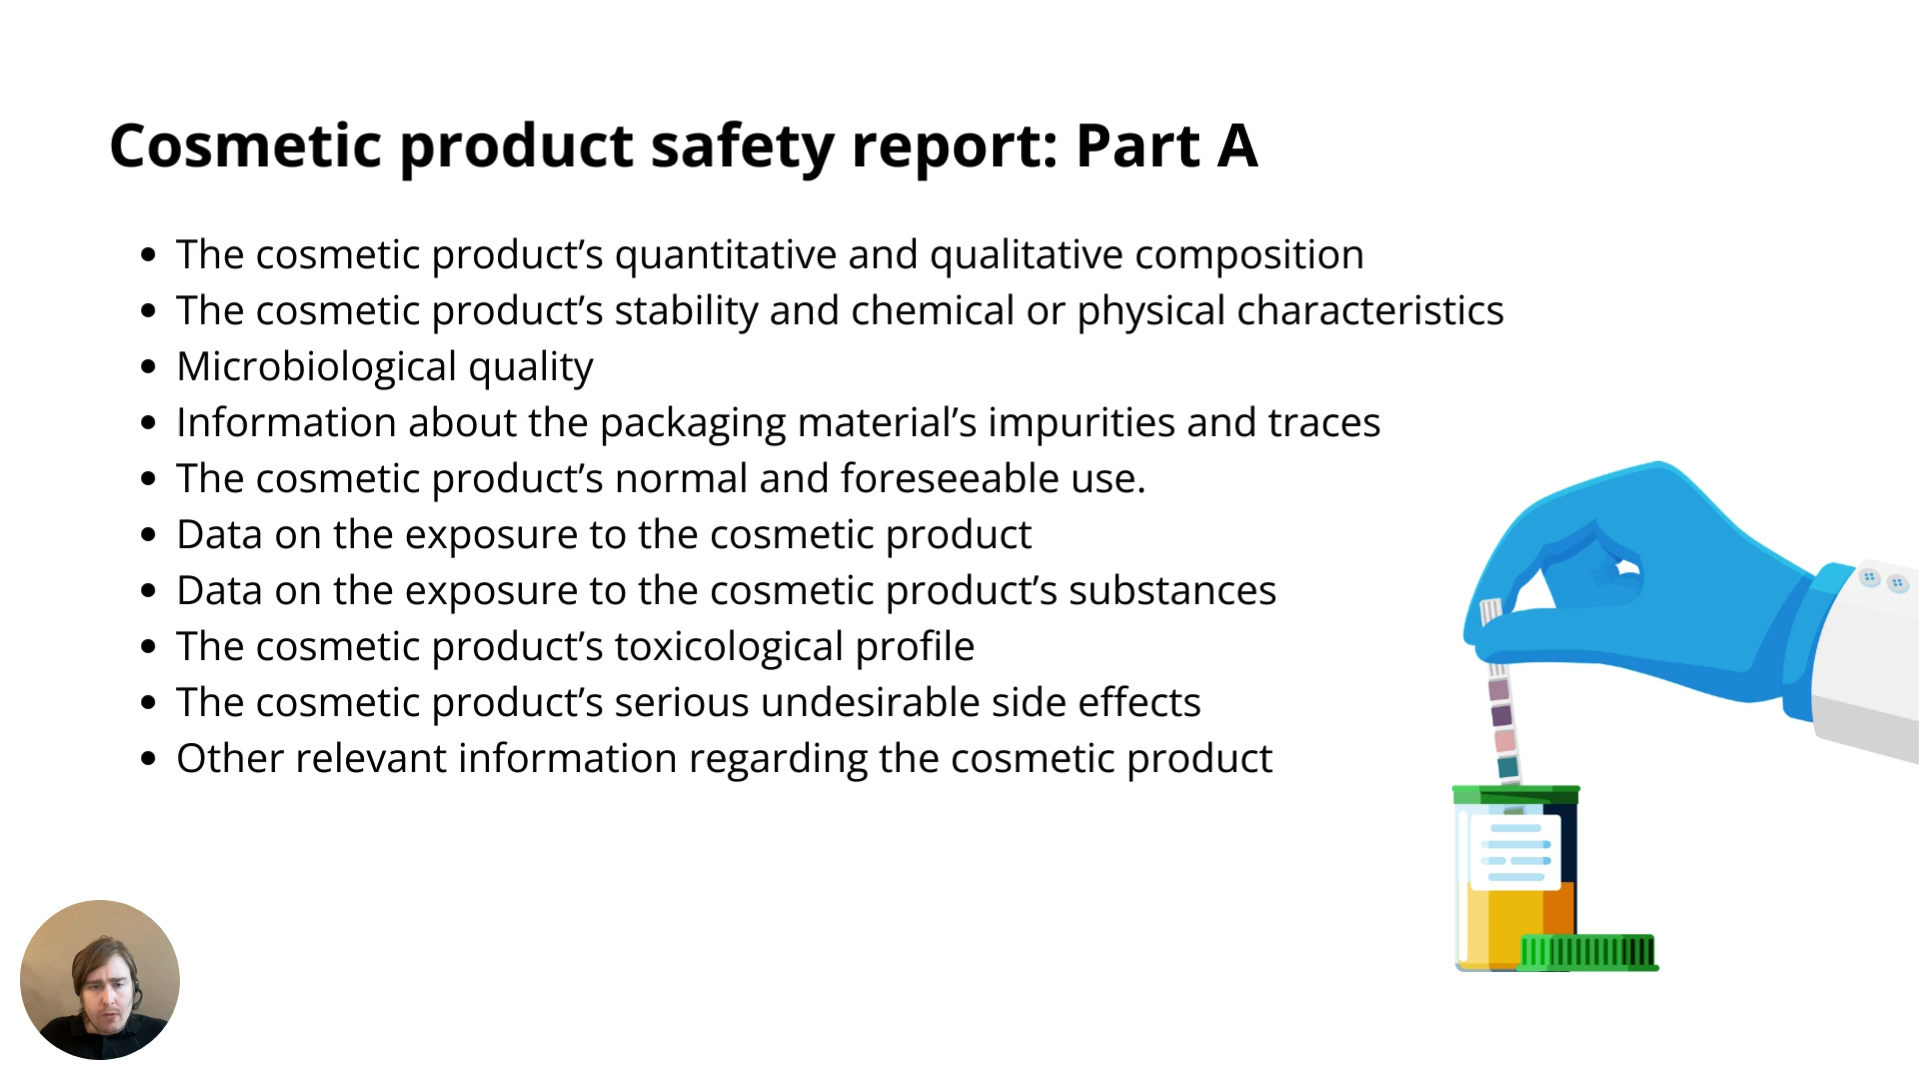 Cosmetic product safety report: Part A
• The cosmetic product’s quantitative and qualitative composition
• The cosmetic product’s stability and chemical or physical characteristics
• Microbiological quality
• Information about the packaging material’s impurities and traces
• The cosmetic product’s normal and foreseeable use.
• Data on the exposure to the cosmetic product
• Data on the exposure to the cosmetic product’s substances
• The cosmetic product’s toxicological profile
• The cosmetic product’s serious undesirable side effects
• Other relevant information regarding the cosmetic product